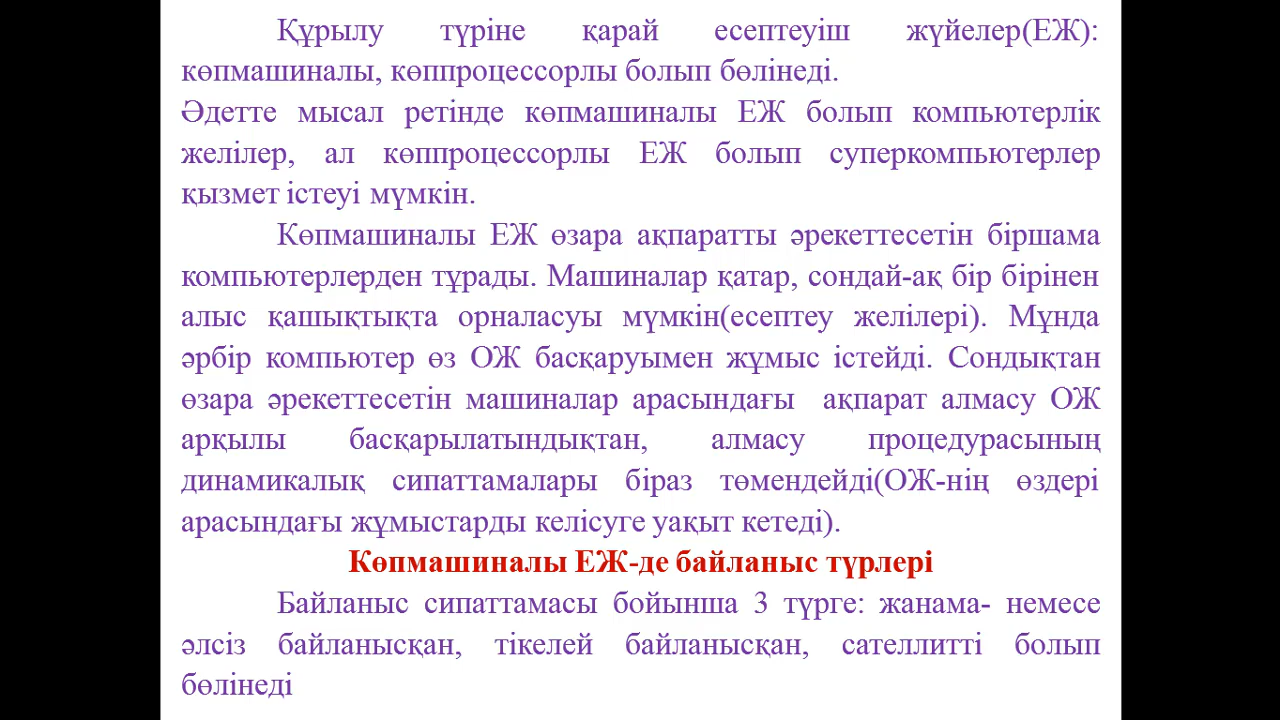 Құрылу түріне қарай есептеуіш жүйелер(ЕЖ):
көпмашиналы, көппроцессорлы болып бөлінеді.
Әдетте мысал ретінде көпмашиналы ЕЖ болып компьютерлік
желілер, ал көппроцессорлы ЕЖ болып суперкомпьютерлер
қызмет істеуі мүмкін.
Көпмашиналы ЕЖ өзара ақпаратты әрекеттесетін біршама
компьютерлерден тұрады. Машиналар қатар, сондай-ақ бір бірінен
алыс қашықтықта орналасуы мүмкін(есептеу желілері). Мұнда
әрбір компьютер өз ОЖ басқаруымен жұмыс істейді. Сондықтан
өзара әрекеттесетін машиналар арасындағы ақпарат алмасу ОЖ
арқылы басқарылатындықтан, алмасу процедурасының
динамикалық сипаттамалары біраз төмендейді(ОЖ-нің өздері
арасындағы жұмыстарды келісуге уақыт кетеді).
Көпмашиналы ЕЖ-де байланыс түрлері
Байланыс сипаттамасы бойынша 3 түрге: жанама- немесе
әлсіз байланысқан, тікелей байланысқан, сателлитті болып
бөлінеді